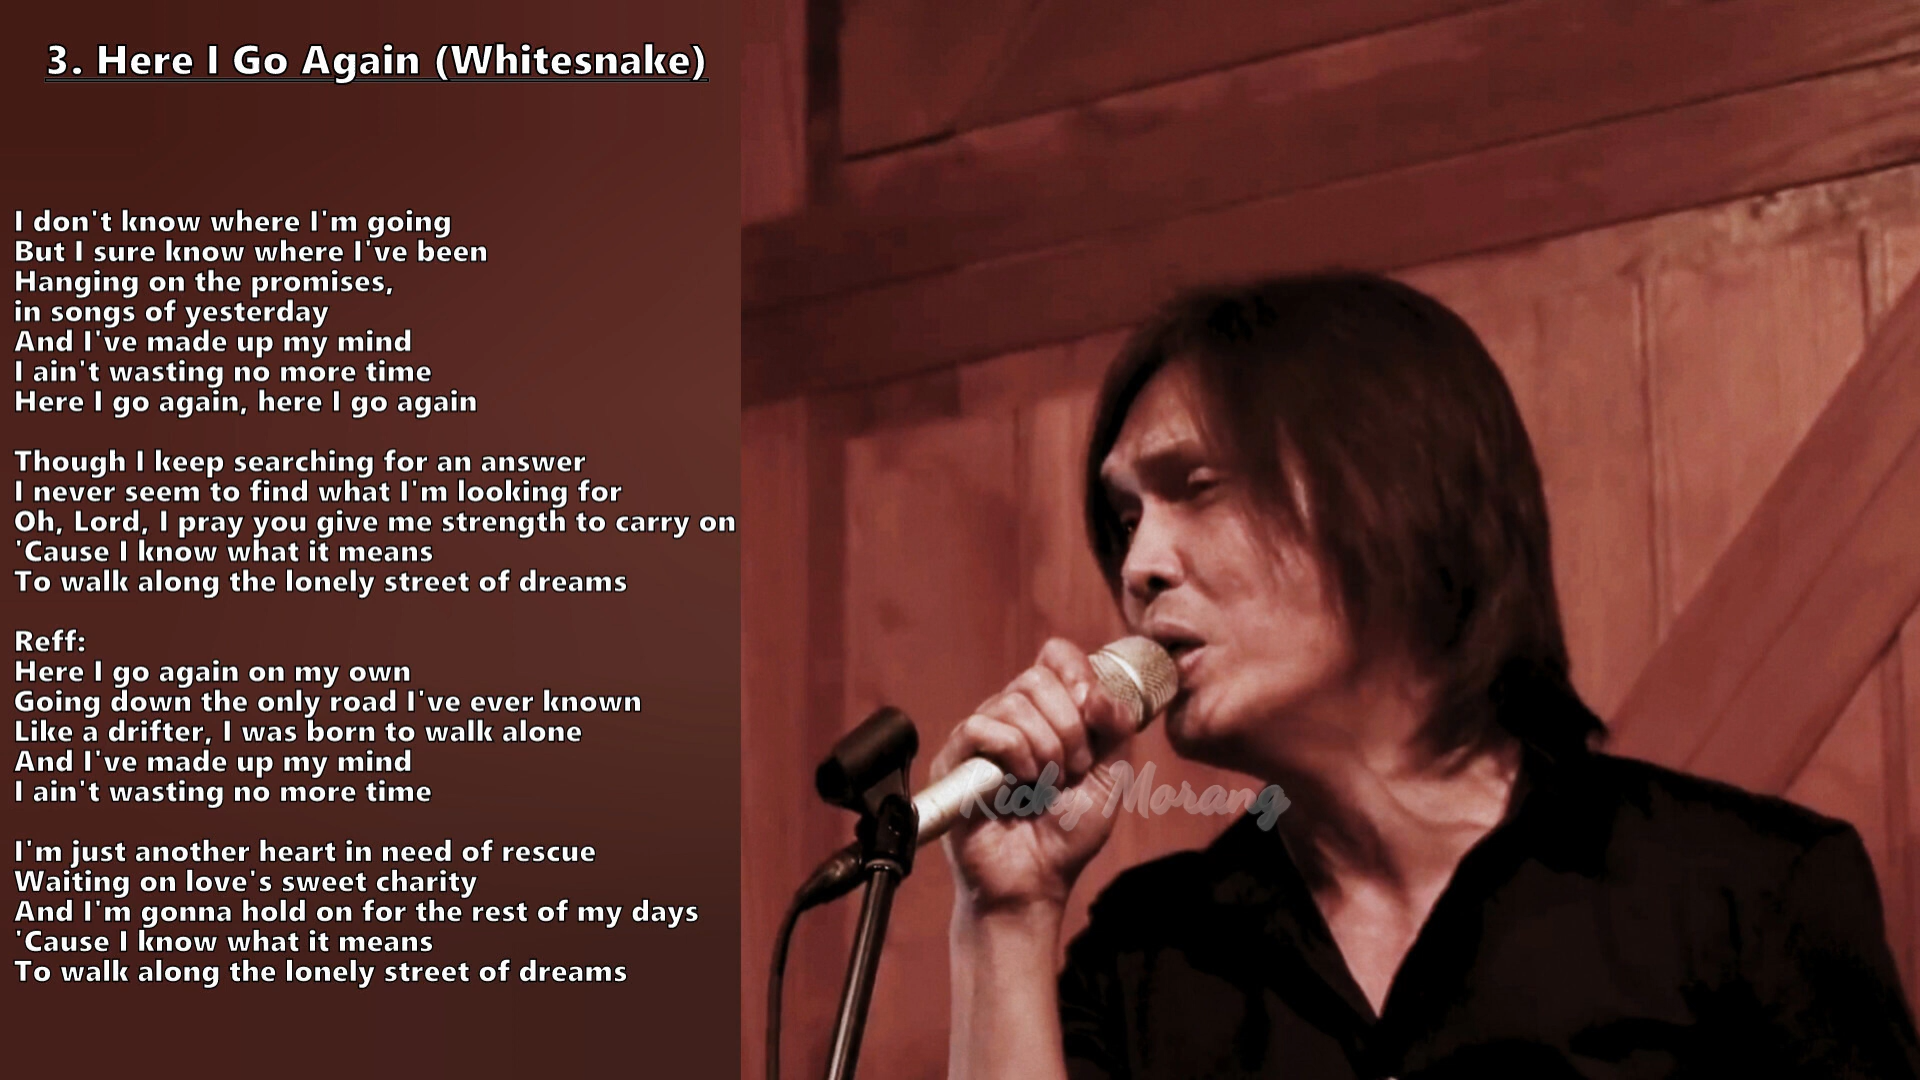 3. Here I Go Again (Whitesnake)
I don't know where I'm going
But I sure know where I've been
Hanging on the promises,
in songs of yesterday
And I've made up my mind
I ain't wasting no more time
Here I go again, here I go again
Though I keep searching for an answer
I never seem to find what I'm looking for
Oh, Lord, I pray you give me strength to carry on
'Cause I know what it means
To walk along the lonely street of dreams
Reff:
Here I go again on my own
Going down the only road I've ever known
Like a drifter, I was born to walk alone
And I've made up my mind
I ain't wasting no more time
I'm just another heart in need of rescue
Waiting on love's sweet charity
And I'm gonna hold on for the rest of my days
'Cause I know what it means
To walk along the lonely street of dreams
Kicky Morang